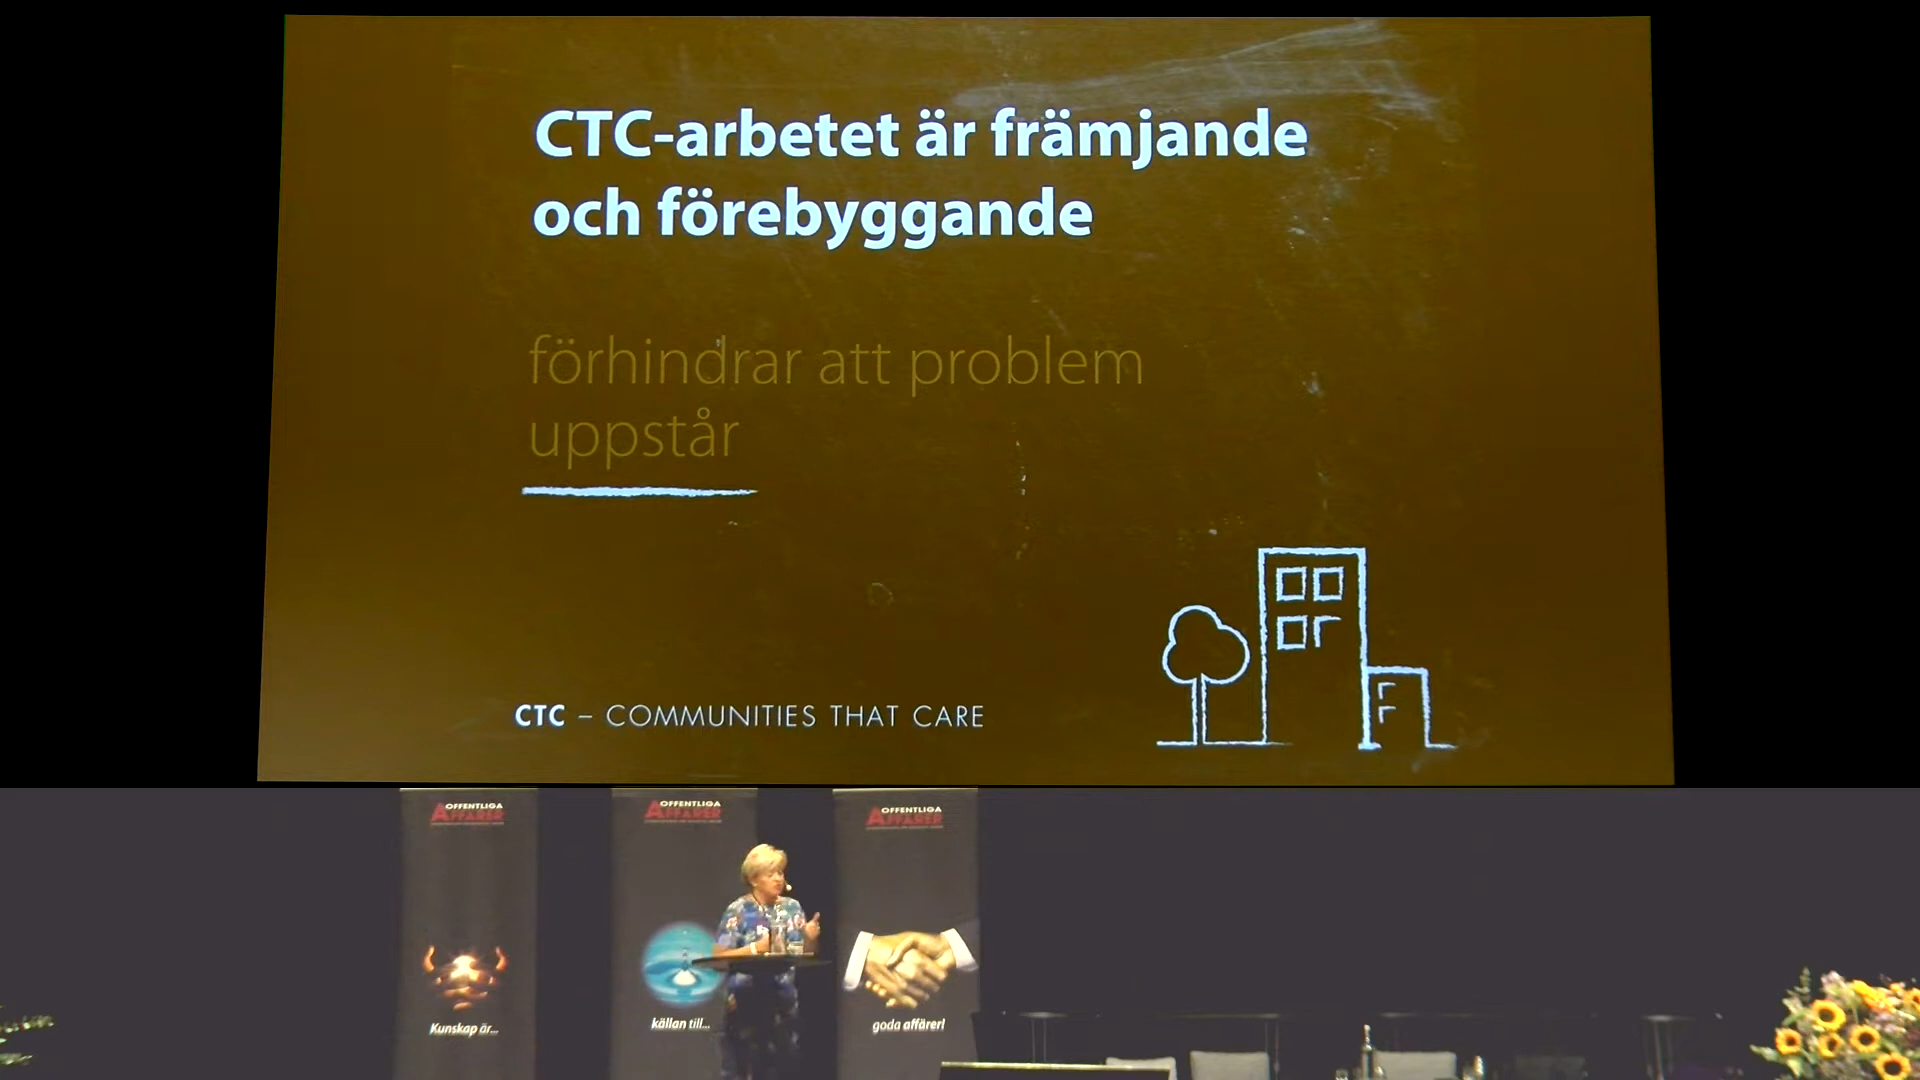 CTC-arbetet är främjande
och förebyggande
förhindrar att problem
uppstår
CTC – COMMUNITIES THAT CARE
OFFENTLIGA
AFFÄRER
Kunskap är...
OFFENTLIGA
AFFÄRER
källan till...
OFFENTLIGA
AFFÄRER
goda affärer!